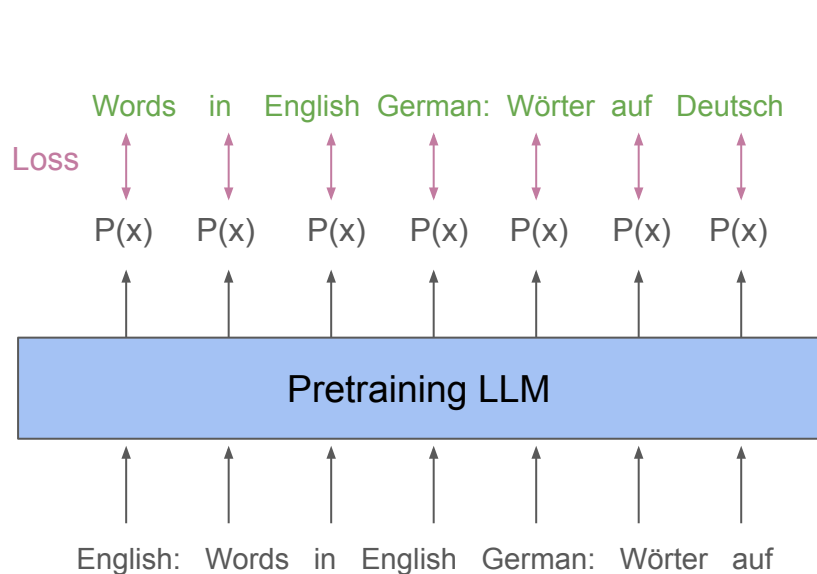 Words in English German: Wörter auf Deutsch
Loss
P(x) P(x) P(x) P(x) P(x) P(x) P(x)
Pretraining LLM
English: Words in English German: Wörter auf